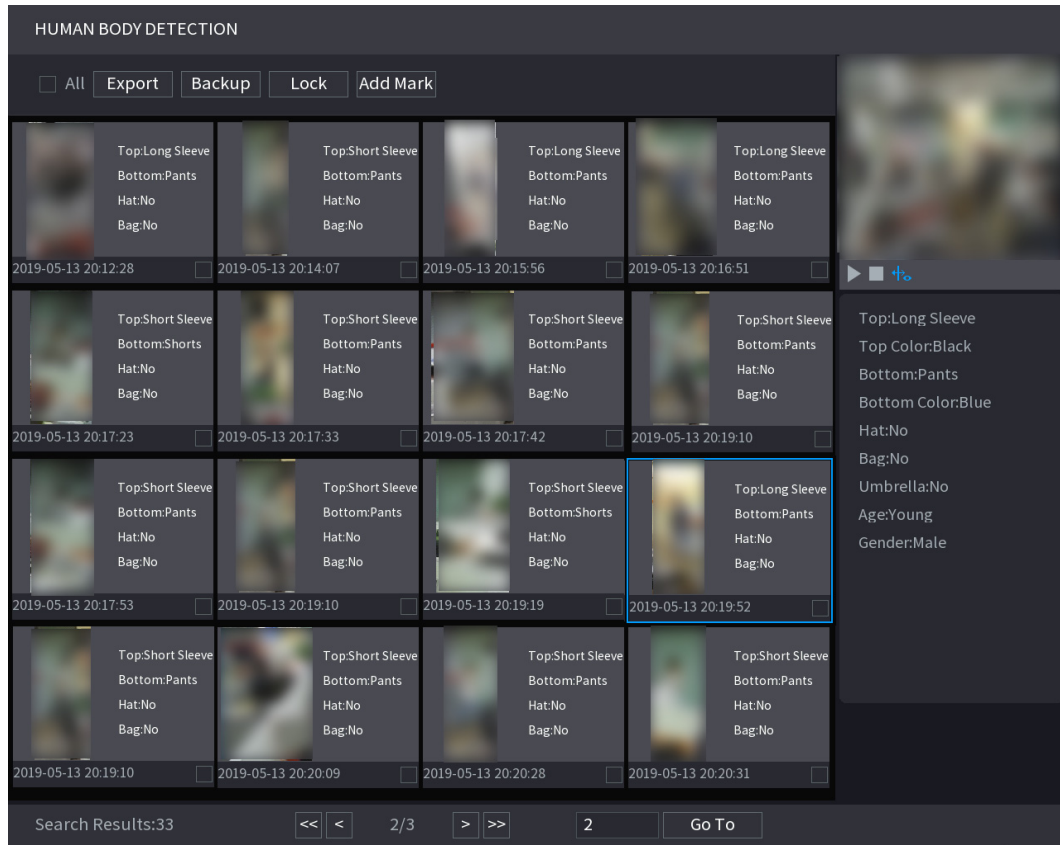 HUMAN BODY DETECTION
All Export Backup Lock Add Mark
Top:Long Sleeve
Bottom:Pants
Hat:No
Bag:No
2019-05-13 20:12:28
Top:Short Sleeve
Bottom:Pants
Hat:No
Bag:No
2019-05-13 20:14:07
Top:Long Sleeve
Bottom:Pants
Hat:No
Bag:No
2019-05-13 20:15:56
Top:Long Sleeve
Bottom:Pants
Hat:No
Bag:No
2019-05-13 20:16:51
Top:Short Sleeve
Bottom:Shorts
Hat:No
Bag:No
2019-05-13 20:17:23
Top:Short Sleeve
Bottom:Pants
Hat:No
Bag:No
2019-05-13 20:17:33
Top:Short Sleeve
Bottom:Pants
Hat:No
Bag:No
2019-05-13 20:17:42
Top:Short Sleeve
Bottom:Pants
Hat:No
Bag:No
2019-05-13 20:19:10
Top:Short Sleeve
Bottom:Pants
Hat:No
Bag:No
2019-05-13 20:17:53
Top:Short Sleeve
Bottom:Pants
Hat:No
Bag:No
2019-05-13 20:19:10
Top:Short Sleeve
Bottom:Shorts
Hat:No
Bag:No
2019-05-13 20:19:19
Top:Long Sleeve
Bottom:Pants
Hat:No
Bag:No
2019-05-13 20:19:52
Top:Short Sleeve
Bottom:Pants
Hat:No
Bag:No
2019-05-13 20:19:10
Top:Short Sleeve
Bottom:Pants
Hat:No
Bag:No
2019-05-13 20:20:09
Top:Short Sleeve
Bottom:Pants
Hat:No
Bag:No
2019-05-13 20:20:28
Top:Short Sleeve
Bottom:Pants
Hat:No
Bag:No
2019-05-13 20:20:31
Top:Long Sleeve
Top Color:Black
Bottom:Pants
Bottom Color:Blue
Hat:No
Bag:No
Umbrella:No
Age:Young
Gender:Male
Search Results:33 << < 2/3 > >> 2 Go To